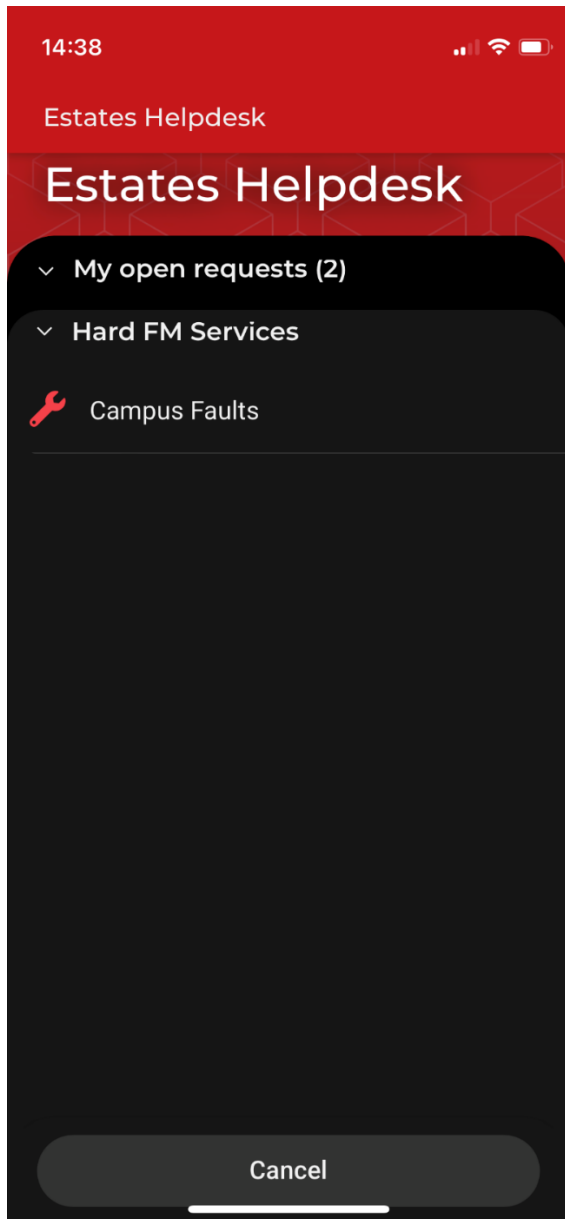 14:38
Estates Helpdesk
Estates Helpdesk
My open requests (2)
Hard FM Services
Campus Faults
Cancel